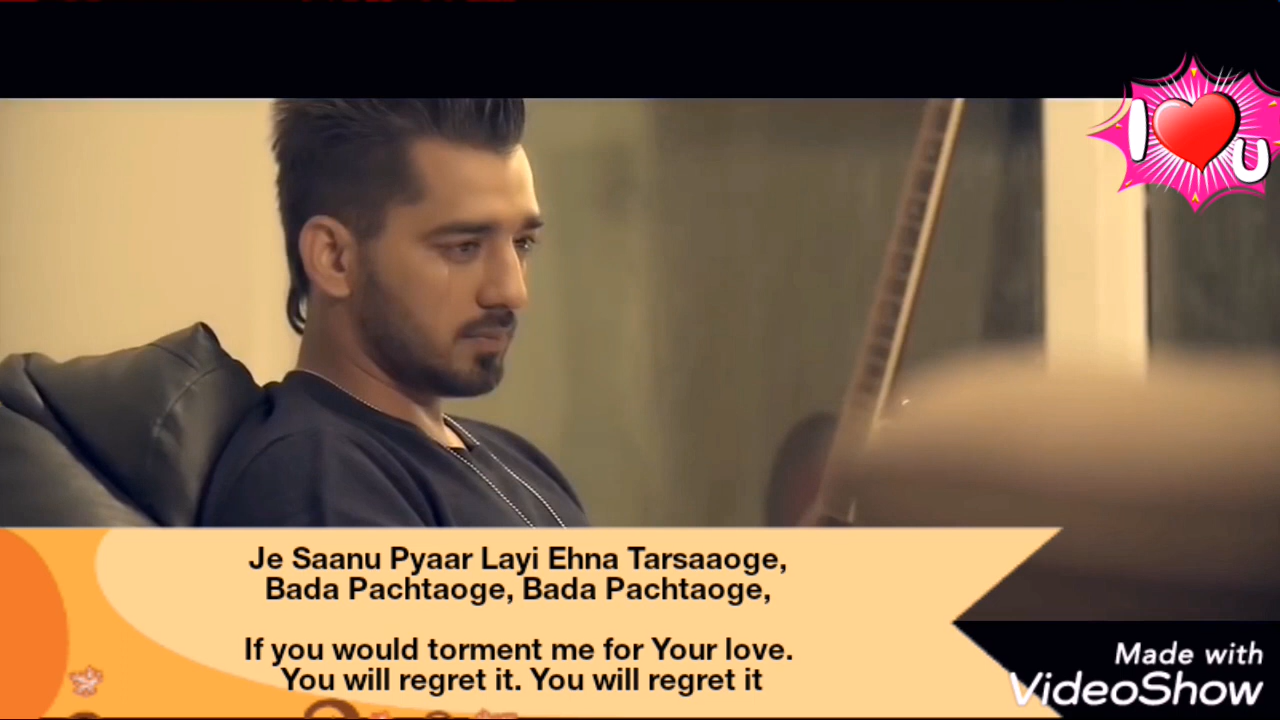 I U
Je Saanu Pyaar Layi Ehna Tarsaaoge,
Bada Pachtaoge, Bada Pachtaoge,
If you would torment me for Your love.
You will regret it. You will regret it
Made with
VideoShow